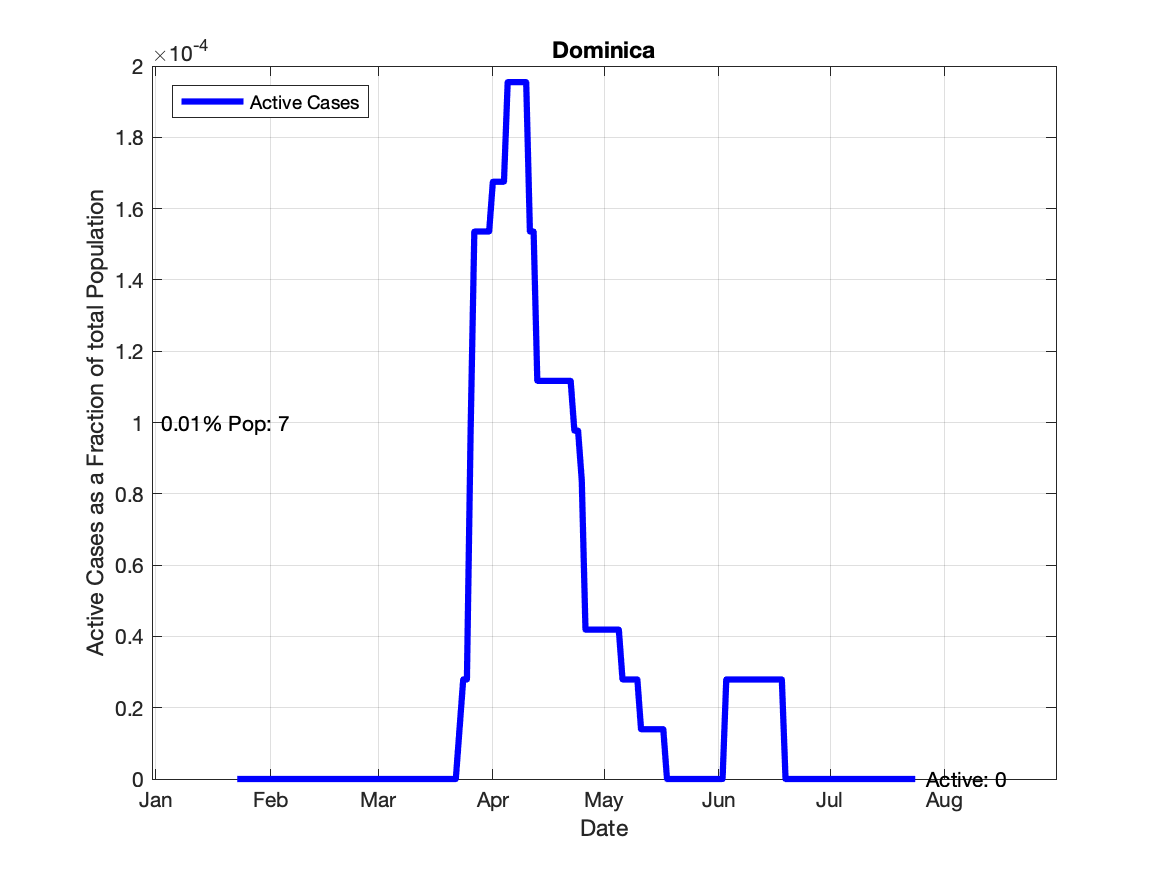 Dominica
×10-4
2
1.8
1.6
1.4
1.2
1
0.8
0.6
0.4
0.2
0
Active Cases as a Fraction of total Population
Active Cases
0.01% Pop: 7
Active: 0
Jan Feb Mar Apr May Jun Jul Aug
Date